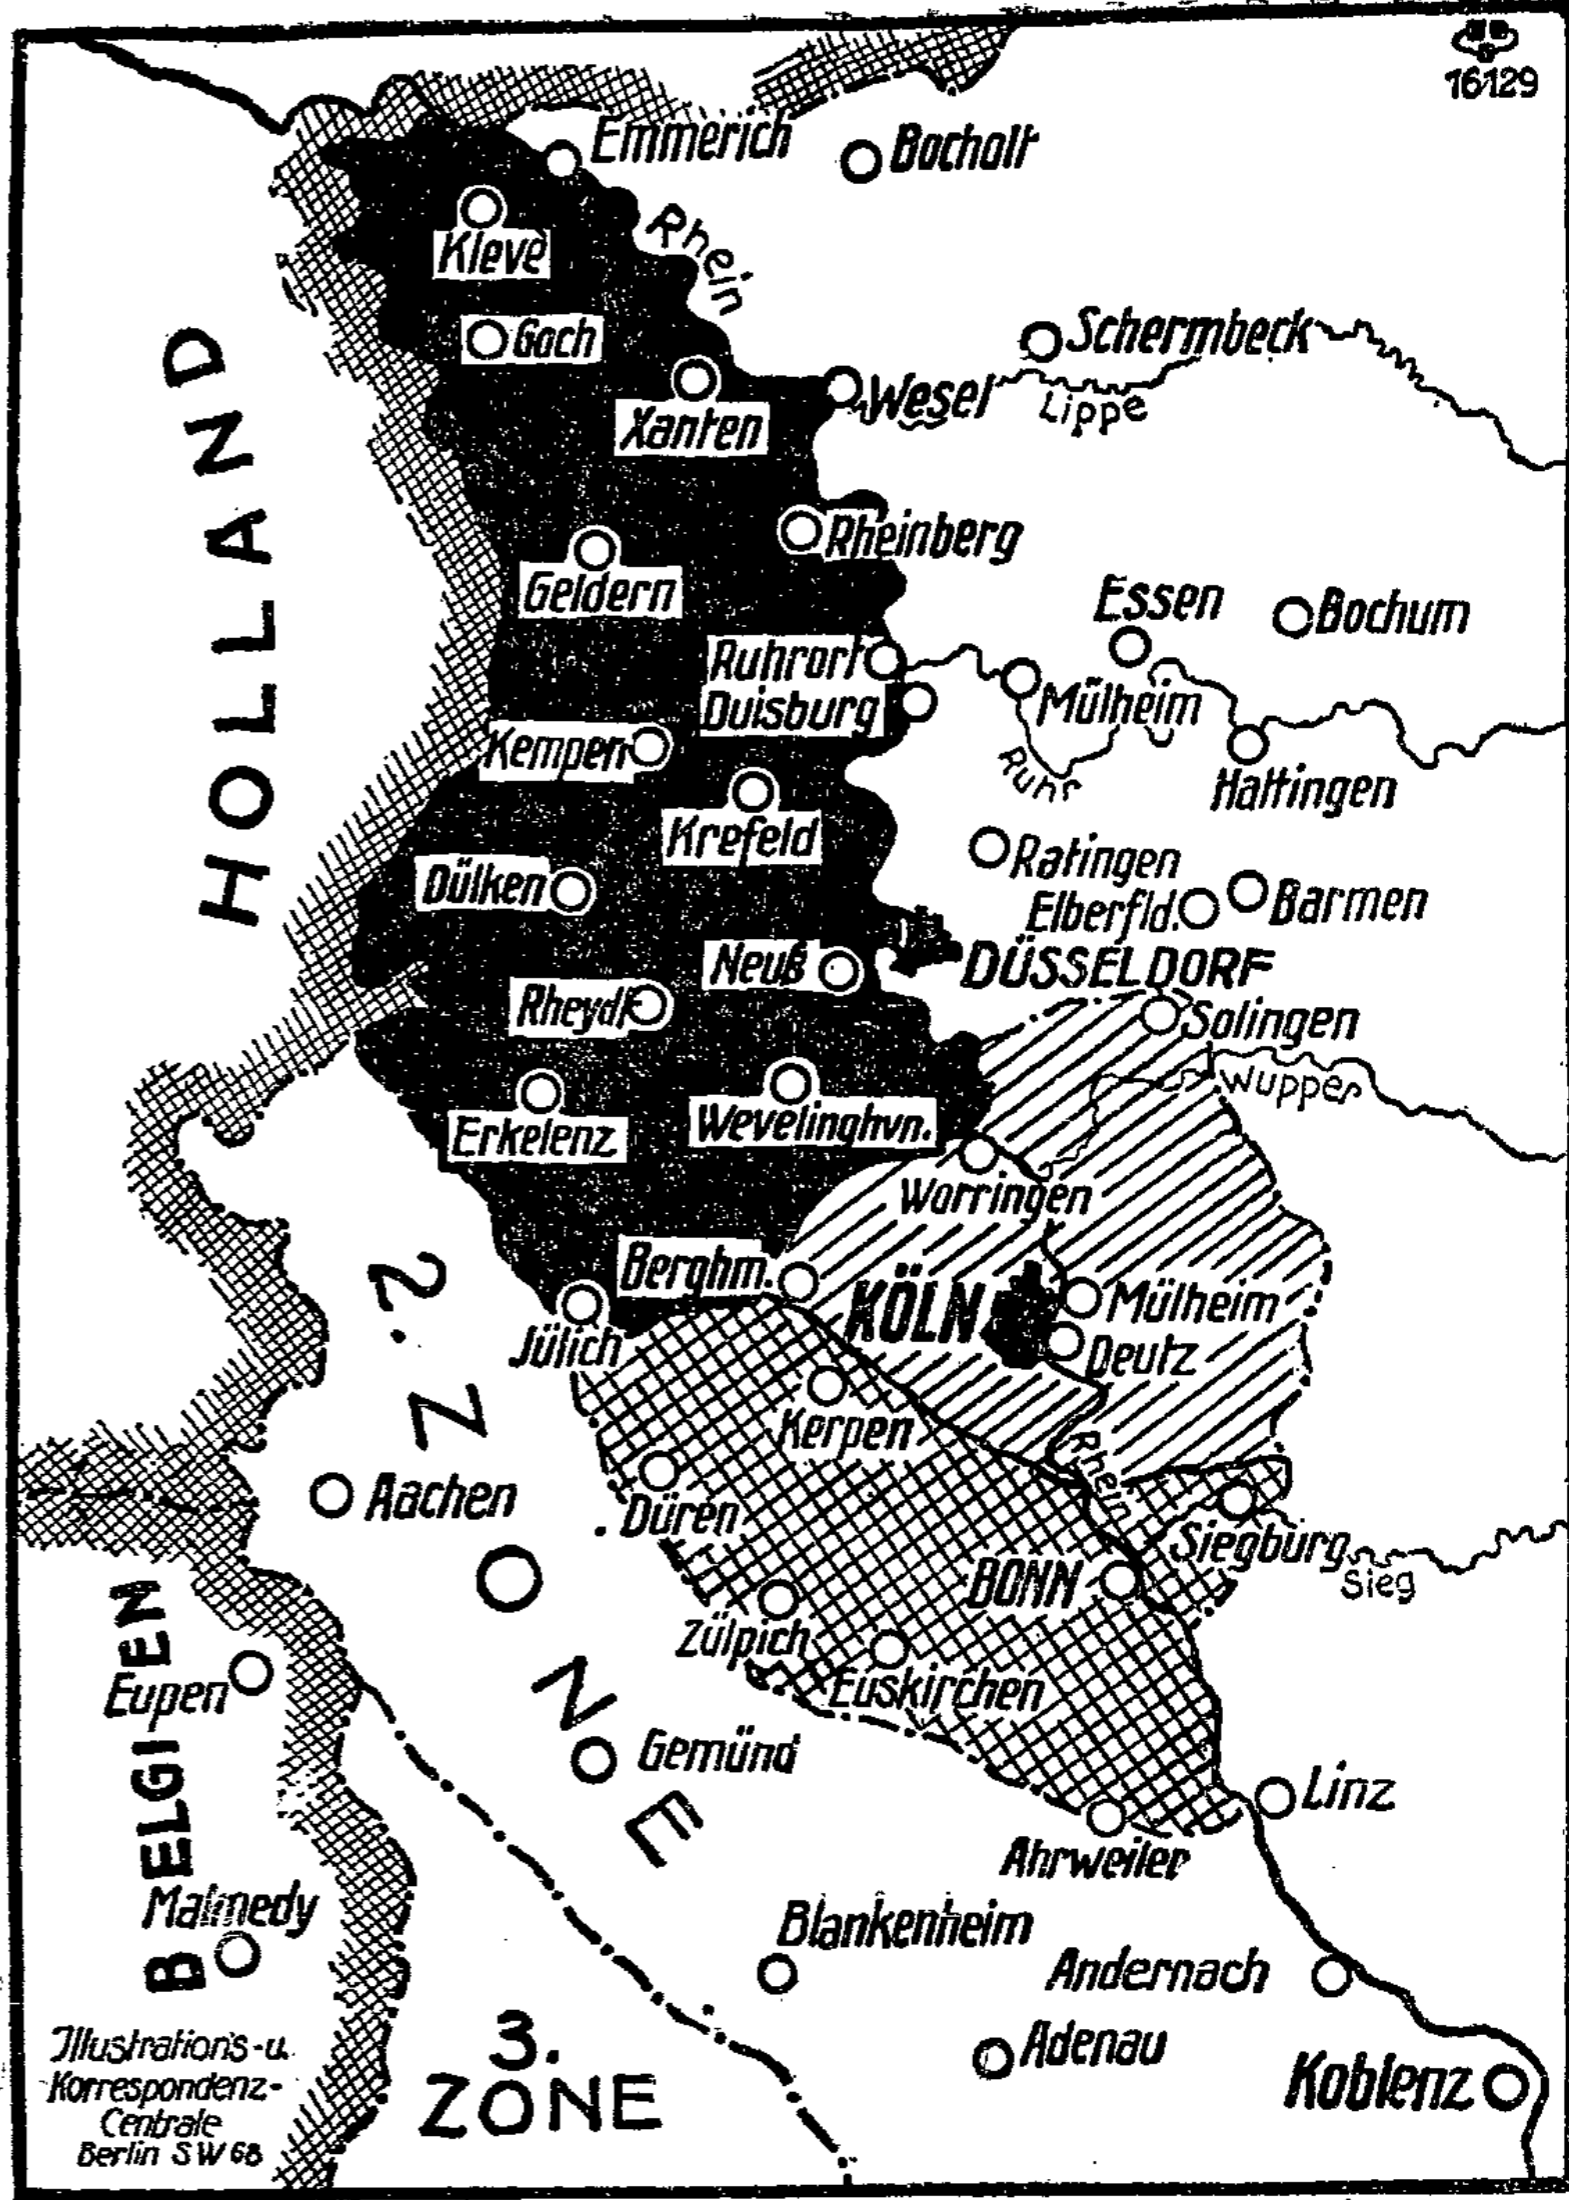 16129
Emmerich
Bocholt
Kleve
Rhein
Goch
Schermbeck
Xanten
Wesel
Lippe
HOLLAND
Rheinberg
Geldern
Essen
Bochum
Ruhrort
Duisburg
Mülheim
Kempen
Ruhr
Hattingen
Krefeld
Ratingen
Dülken
Elberfld.
Barmen
Neuß
DÜSSELDORF
Rheydt
Solingen
Wupper
Erkelenz
Wevelinghvn.
Worringen
Berghm.
KÖLN
Mülheim
Jülich
Deutz
2. ZONE
Kerpen
Rhein
Aachen
Düren
Siegburg
Sieg
BONN
Zülpich
BELGIEN
Eupen
Euskirchen
Gemünd
Linz
Ahrweiler
Malmedy
Blankenheim
Andernach
3.
ZONE
Adenau
Koblenz
Illustrations-u.
Korrespondenz-
Centrale
Berlin SW 68